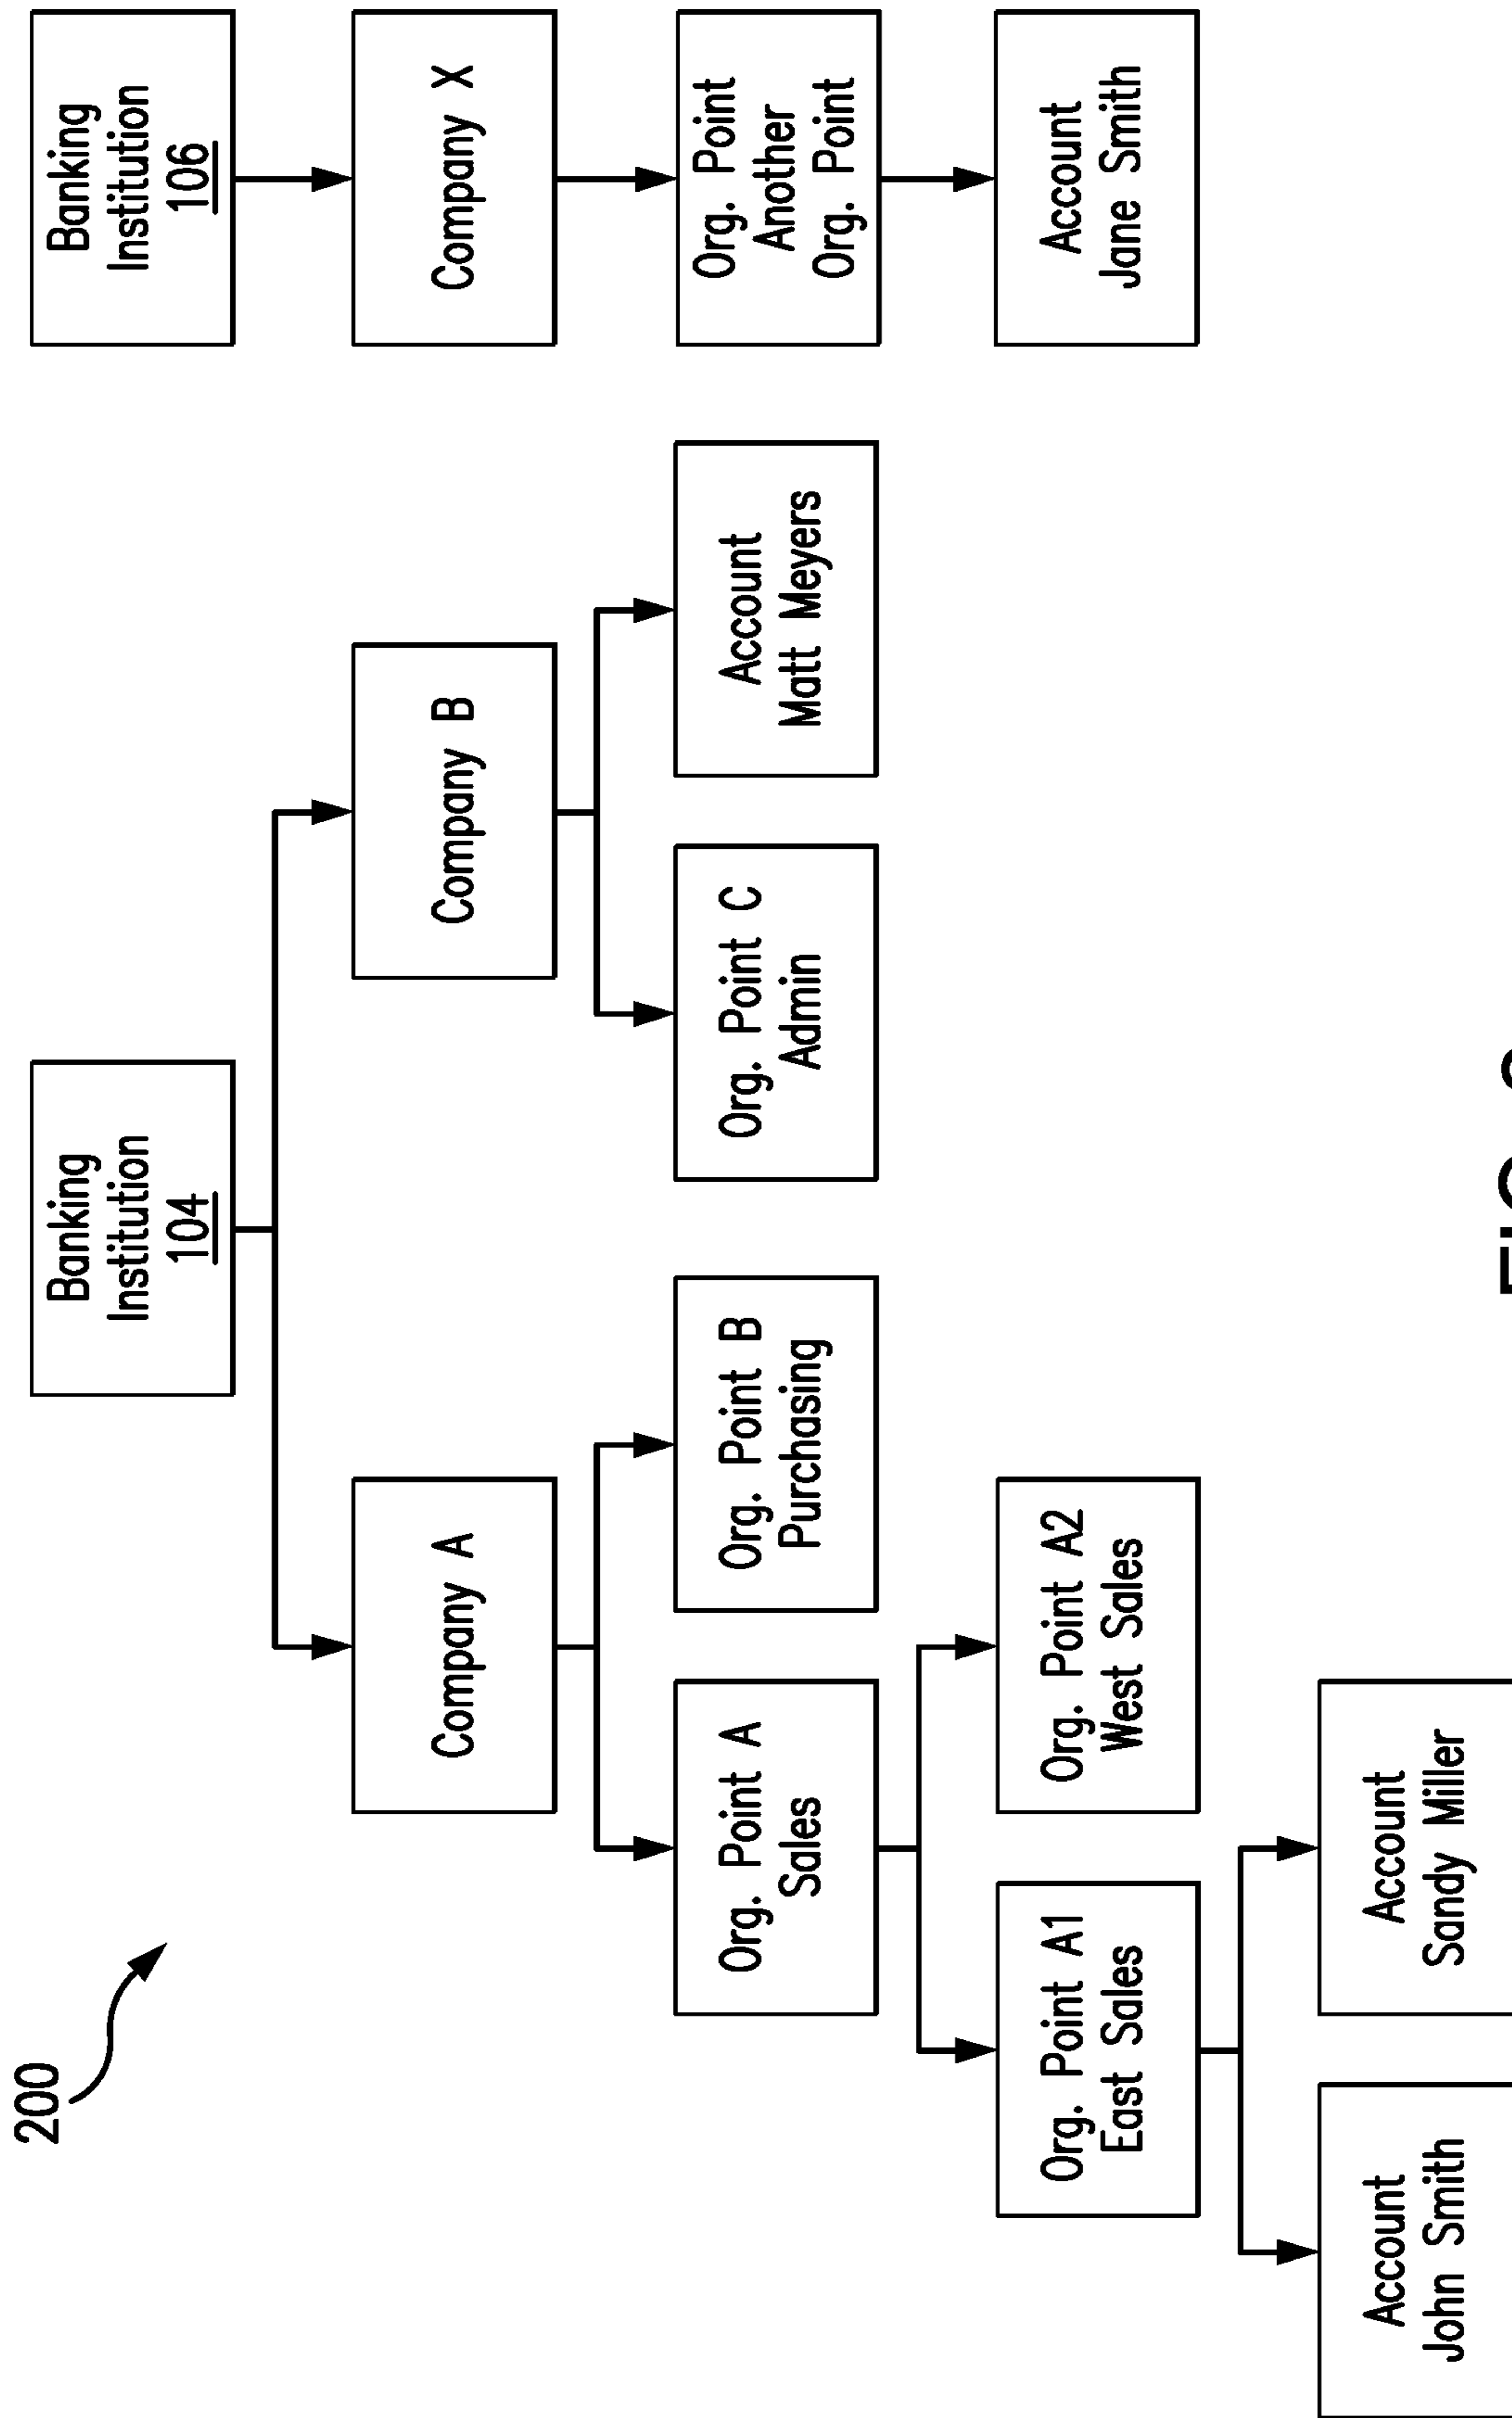 200
Banking
Institution
104
Banking
Institution
106
Company A
Company B
Company X
Org. Point A
Sales
Org. Point B
Purchasing
Org. Point C
Admin
Account
Matt Meyers
Org. Point
Another
Org. Point
Org. Point A1
East Sales
Org. Point A2
West Sales
Account
Jane Smith
Account
John Smith
Account
Sandy Miller